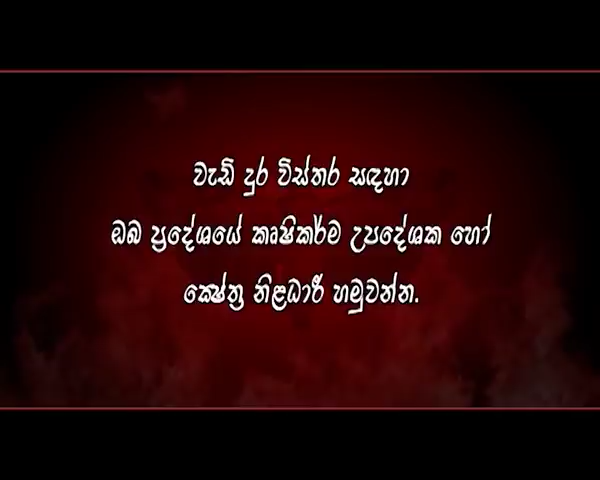 වැඩි දුර විස්තර සඳහා
ඔබ ප්‍රදේශයේ කෘෂිකර්ම උපදේශක හෝ
ක්‍ෂේත්‍ර නිළධාරී හමුවන්න.